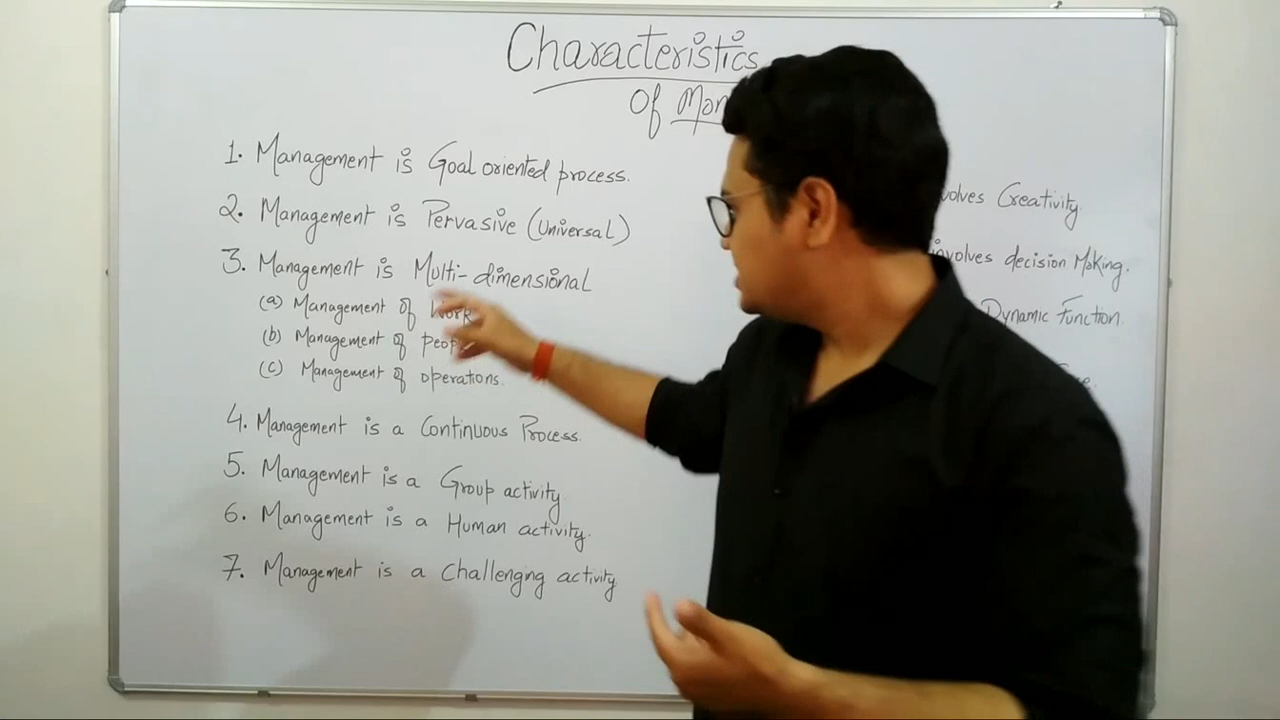 Characteristics
Of
1. Management is Goal oriented process.
2. Management is Pervasive (Universal)
3. Management is Multi-dimensional
(a) Management of Work
(b) Management of
(c) Management of operations.
4. Management is a Continuous Process.
5. Management is a Group activity
6. Management is a Human activity.
7. Management is a Challenging activity
Creativity.
involves decision Making.
Dynamic Function.